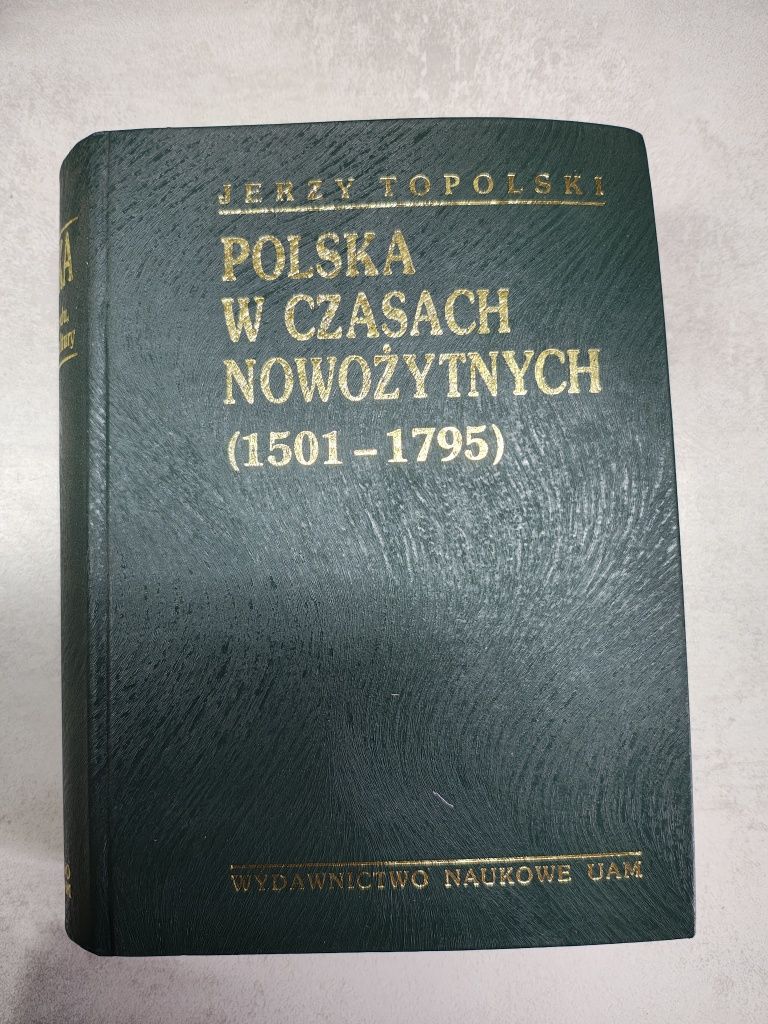 JERZY TOPOLSKI
POLSKA
W CZASACH
NOWOŻYTNYCH
(1501–1795)
WYDAWNICTWO NAUKOWE UAM